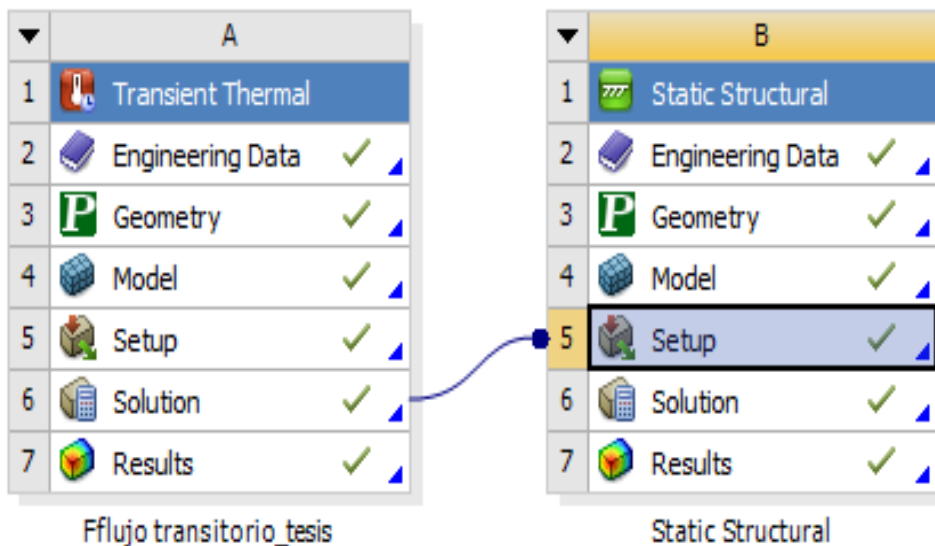 A
1 Transient Thermal
2 Engineering Data
3 P Geometry
4 Model
5 Setup
6 Solution
7 Results
Fflujo transitorio_tesis
B
1 Static Structural
2 Engineering Data
3 P Geometry
4 Model
5 Setup
6 Solution
7 Results
Static Structural